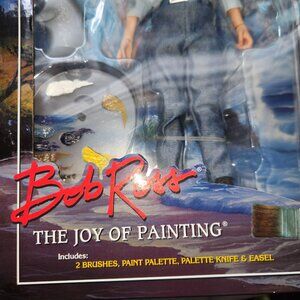 Bob Ross
THE JOY OF PAINTING®
Includes:
2 BRUSHES, PAINT PALETTE, PALETTE KNIFE & EASEL